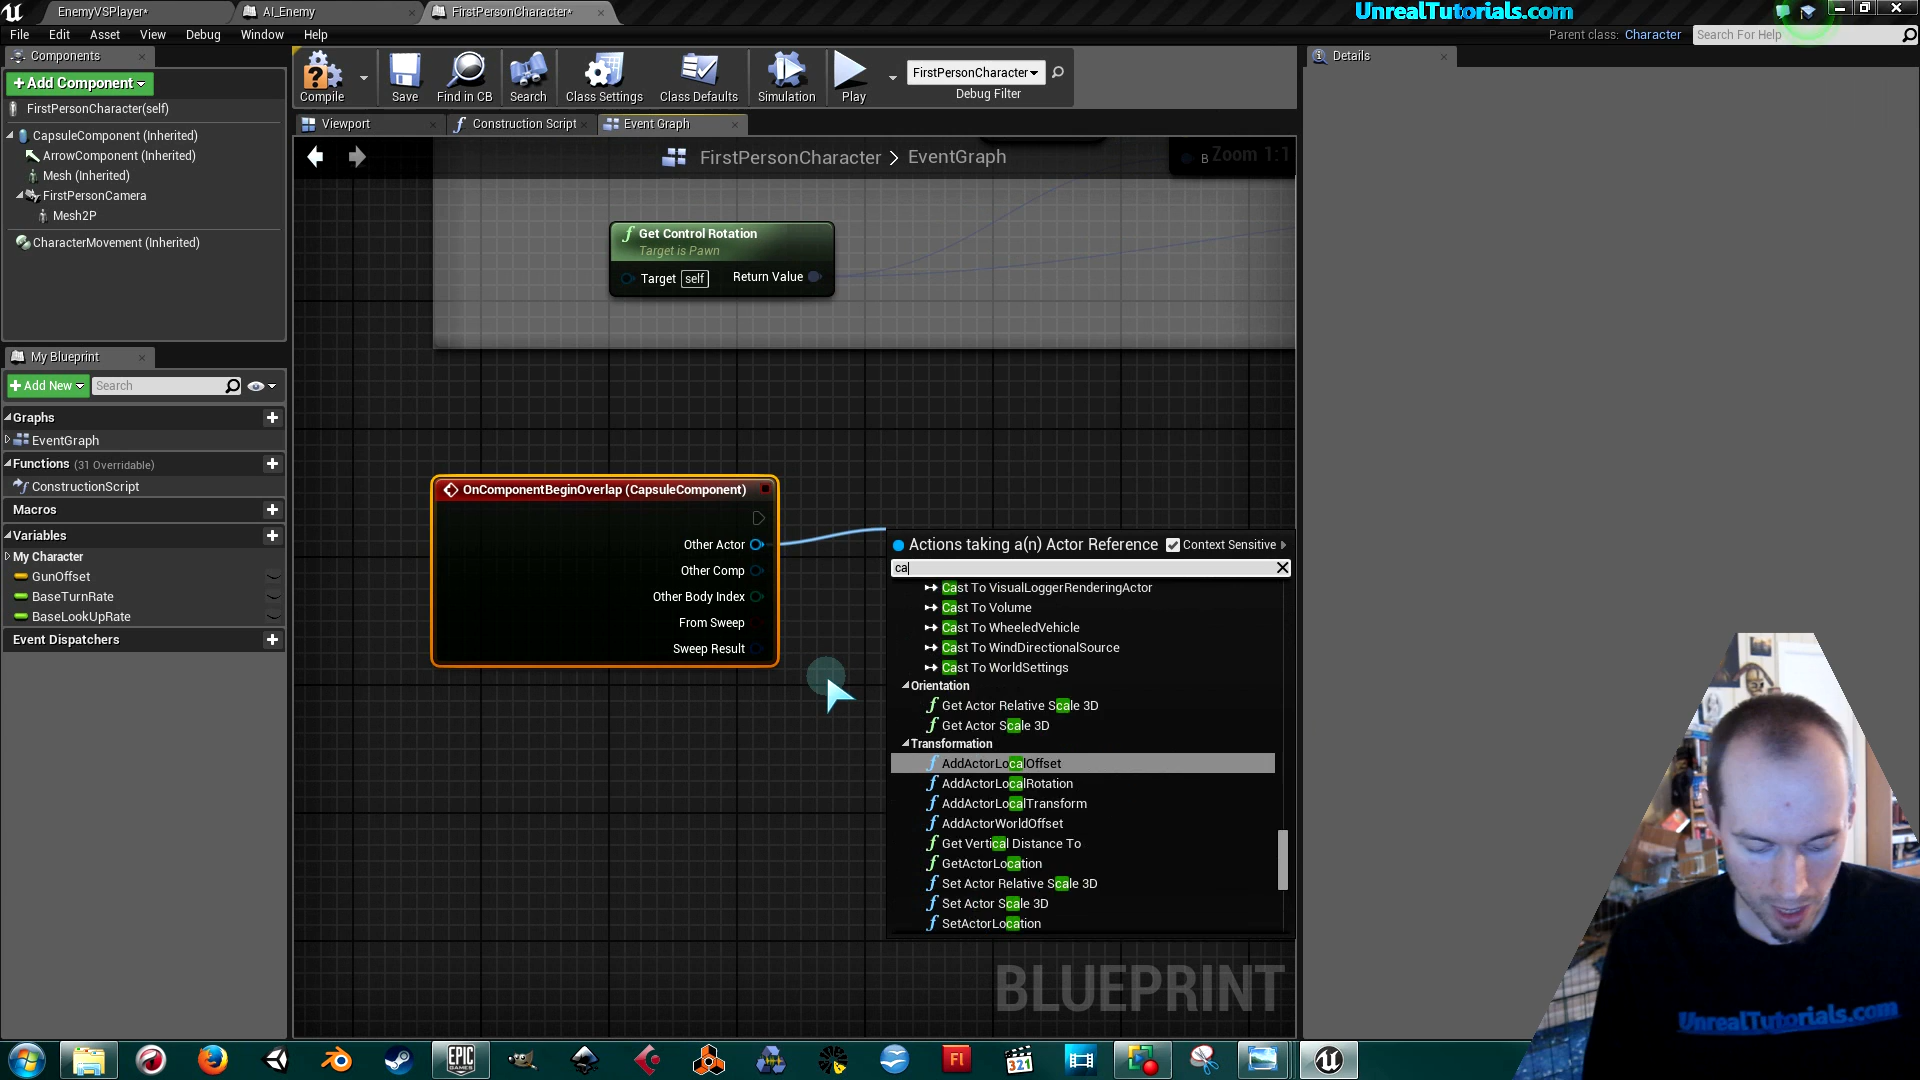 EnemyVSPlayer*
AI_Enemy
FirstPersonCharacter*
UnrealTutorials.com
File Edit Asset View Debug Window Help
Parent class: Character
Search For Help
Components
+Add Component
FirstPersonCharacter(self)
CapsuleComponent (Inherited)
ArrowComponent (Inherited)
Mesh (Inherited)
FirstPersonCamera
Mesh2P
CharacterMovement (Inherited)
My Blueprint
+Add New
Search
Graphs
EventGraph
Functions (31 Overridable)
ConstructionScript
Macros
Variables
My Character
GunOffset
BaseTurnRate
BaseLookUpRate
Event Dispatchers
Compile
Save
Find in CB
Search
Class Settings
Class Defaults
Simulation
Play
FirstPersonCharacter
Debug Filter
Viewport
Construction Script
Event Graph
FirstPersonCharacter > EventGraph
B
Zoom 1:1
Get Control Rotation
Target is Pawn
Target self
Return Value
OnComponentBeginOverlap (CapsuleComponent)
Other Actor
Other Comp
Other Body Index
From Sweep
Sweep Result
Actions taking a(n) Actor Reference
Context Sensitive
ca
Cast To VisualLoggerRenderingActor
Cast To Volume
Cast To WheeledVehicle
Cast To WindDirectionalSource
Cast To WorldSettings
Orientation
Get Actor Relative Scale 3D
Get Actor Scale 3D
Transformation
AddActorLocalOffset
AddActorLocalRotation
AddActorLocalTransform
AddActorWorldOffset
Get Vertical Distance To
GetActorLocation
Set Actor Relative Scale 3D
Set Actor Scale 3D
SetActorLocation
BLUEPRINT
Details
UnrealTutorials.com
EPIC
GAMES
Fl
321